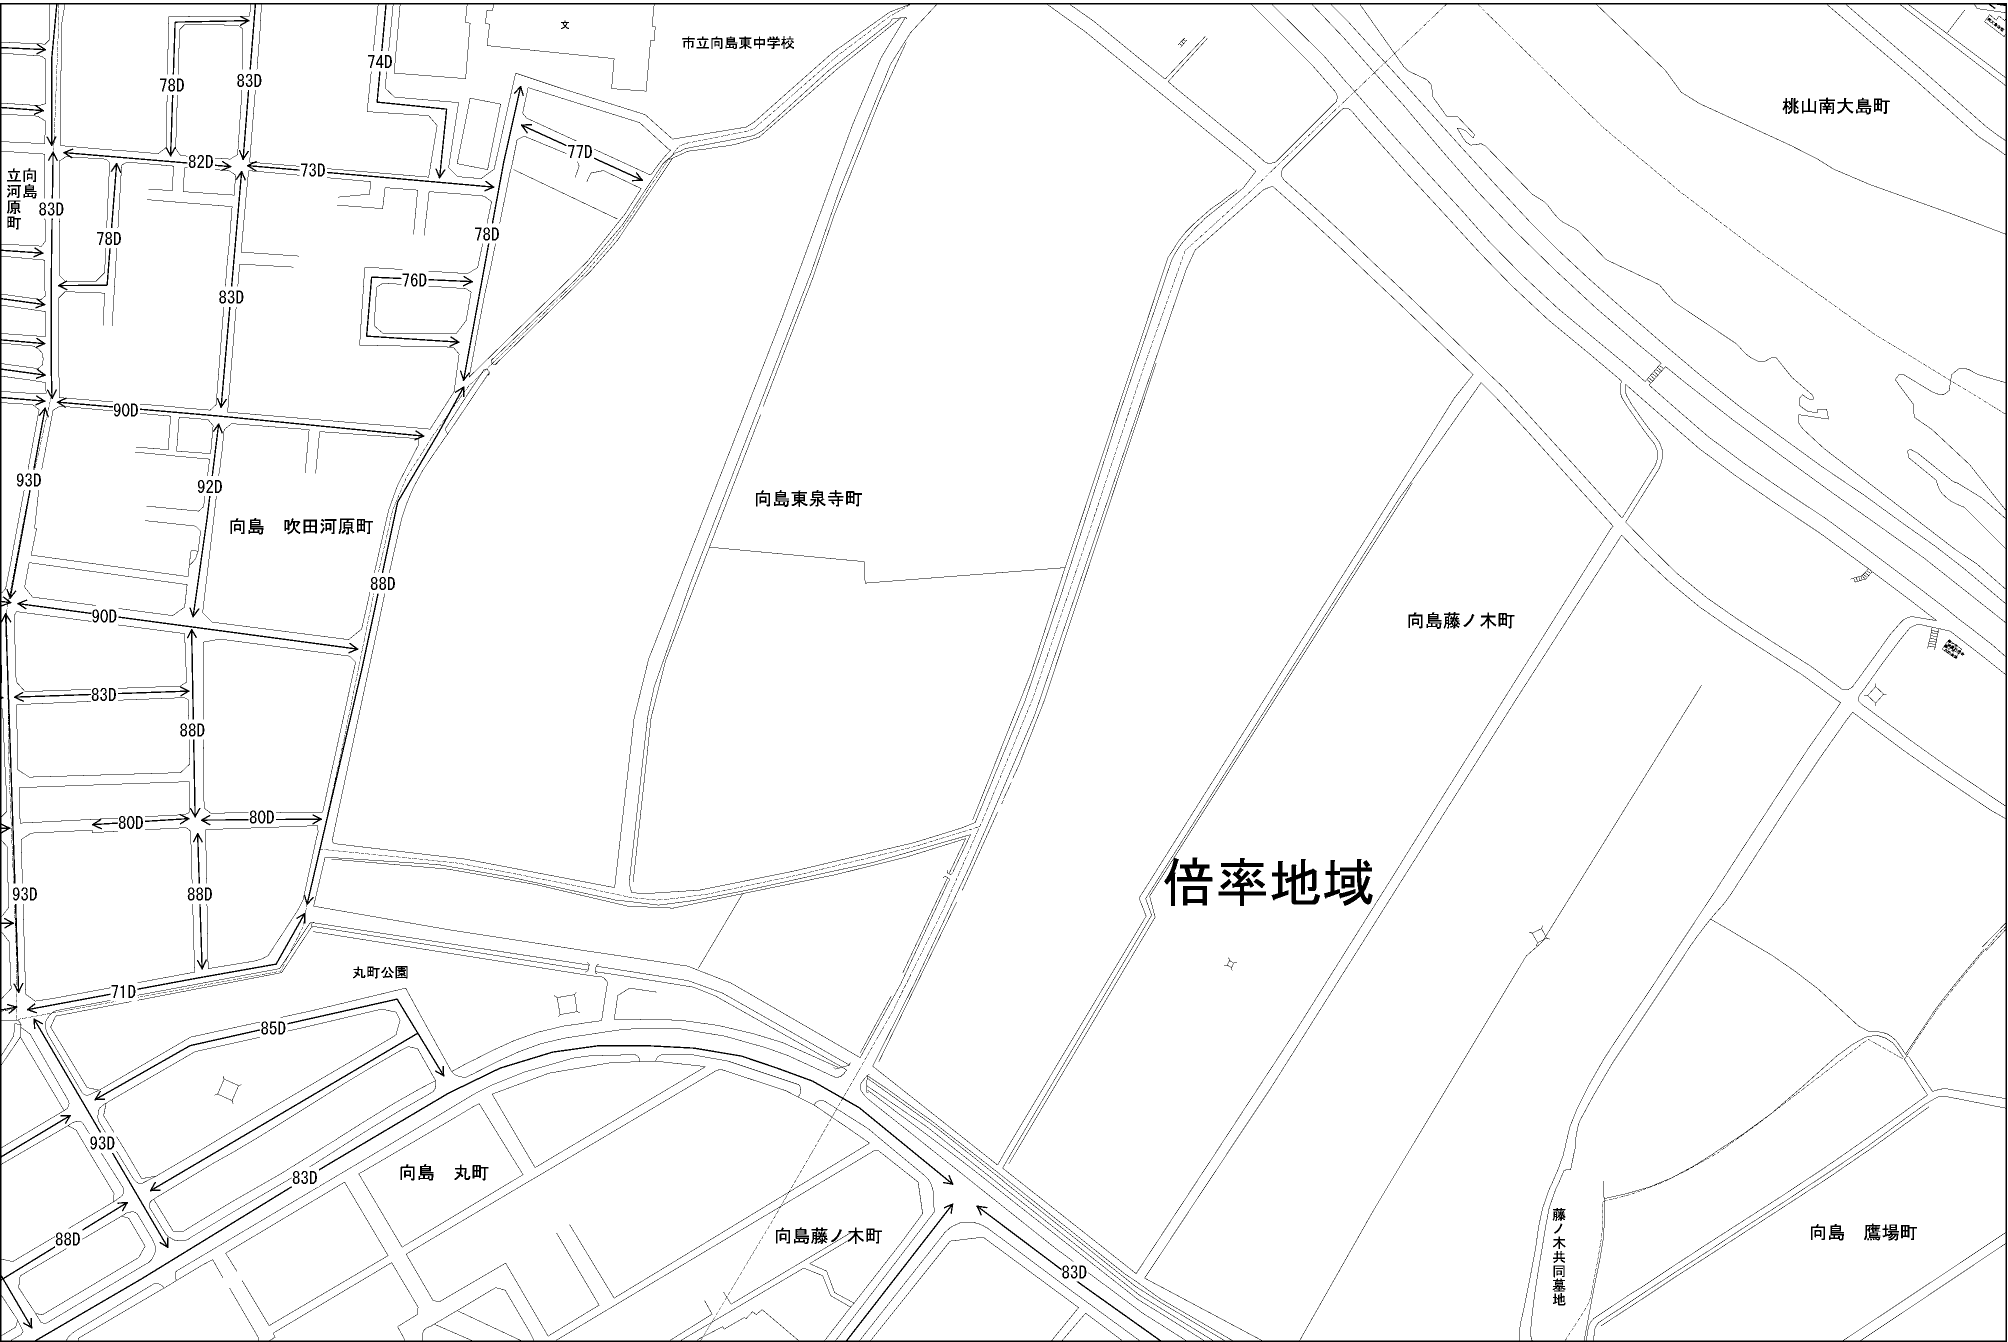 文
市立向島東中学校
74D
78D
83D
桃山南大島町
77D
82D
73D
向島
立河原町
83D
78D
78D
76D
83D
90D
93D
92D
向島東泉寺町
向島　吹田河原町
88D
90D
向島藤ノ木町
83D
88D
80D
80D
倍率地域
93D
88D
丸町公園
71D
85D
93D
83D
向島　丸町
88D
向島藤ノ木町
藤ノ木共同墓地
向島　鷹場町
83D